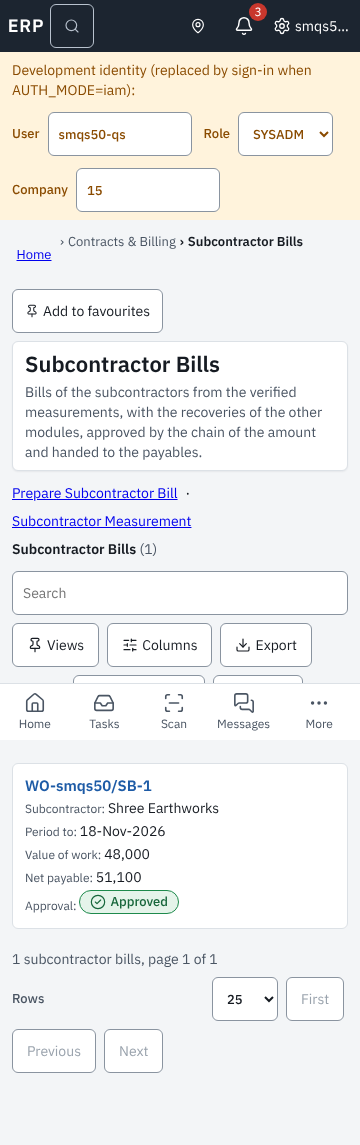 ERP
3
smqs5...
Development identity (replaced by sign-in when
AUTH_MODE=iam):
User smqs50-qs Role SYSADM
Company 15
Home › Contracts & Billing › Subcontractor Bills
Add to favourites
Subcontractor Bills
Bills of the subcontractors from the verified
measurements, with the recoveries of the other
modules, approved by the chain of the amount
and handed to the payables.
Prepare Subcontractor Bill ·
Subcontractor Measurement
Subcontractor Bills (1)
Search
Views Columns Export
Home Tasks Scan Messages More
WO-smqs50/SB-1
Subcontractor: Shree Earthworks
Period to: 18-Nov-2026
Value of work: 48,000
Net payable: 51,100
Approval: Approved
1 subcontractor bills, page 1 of 1
Rows 25 First
Previous Next